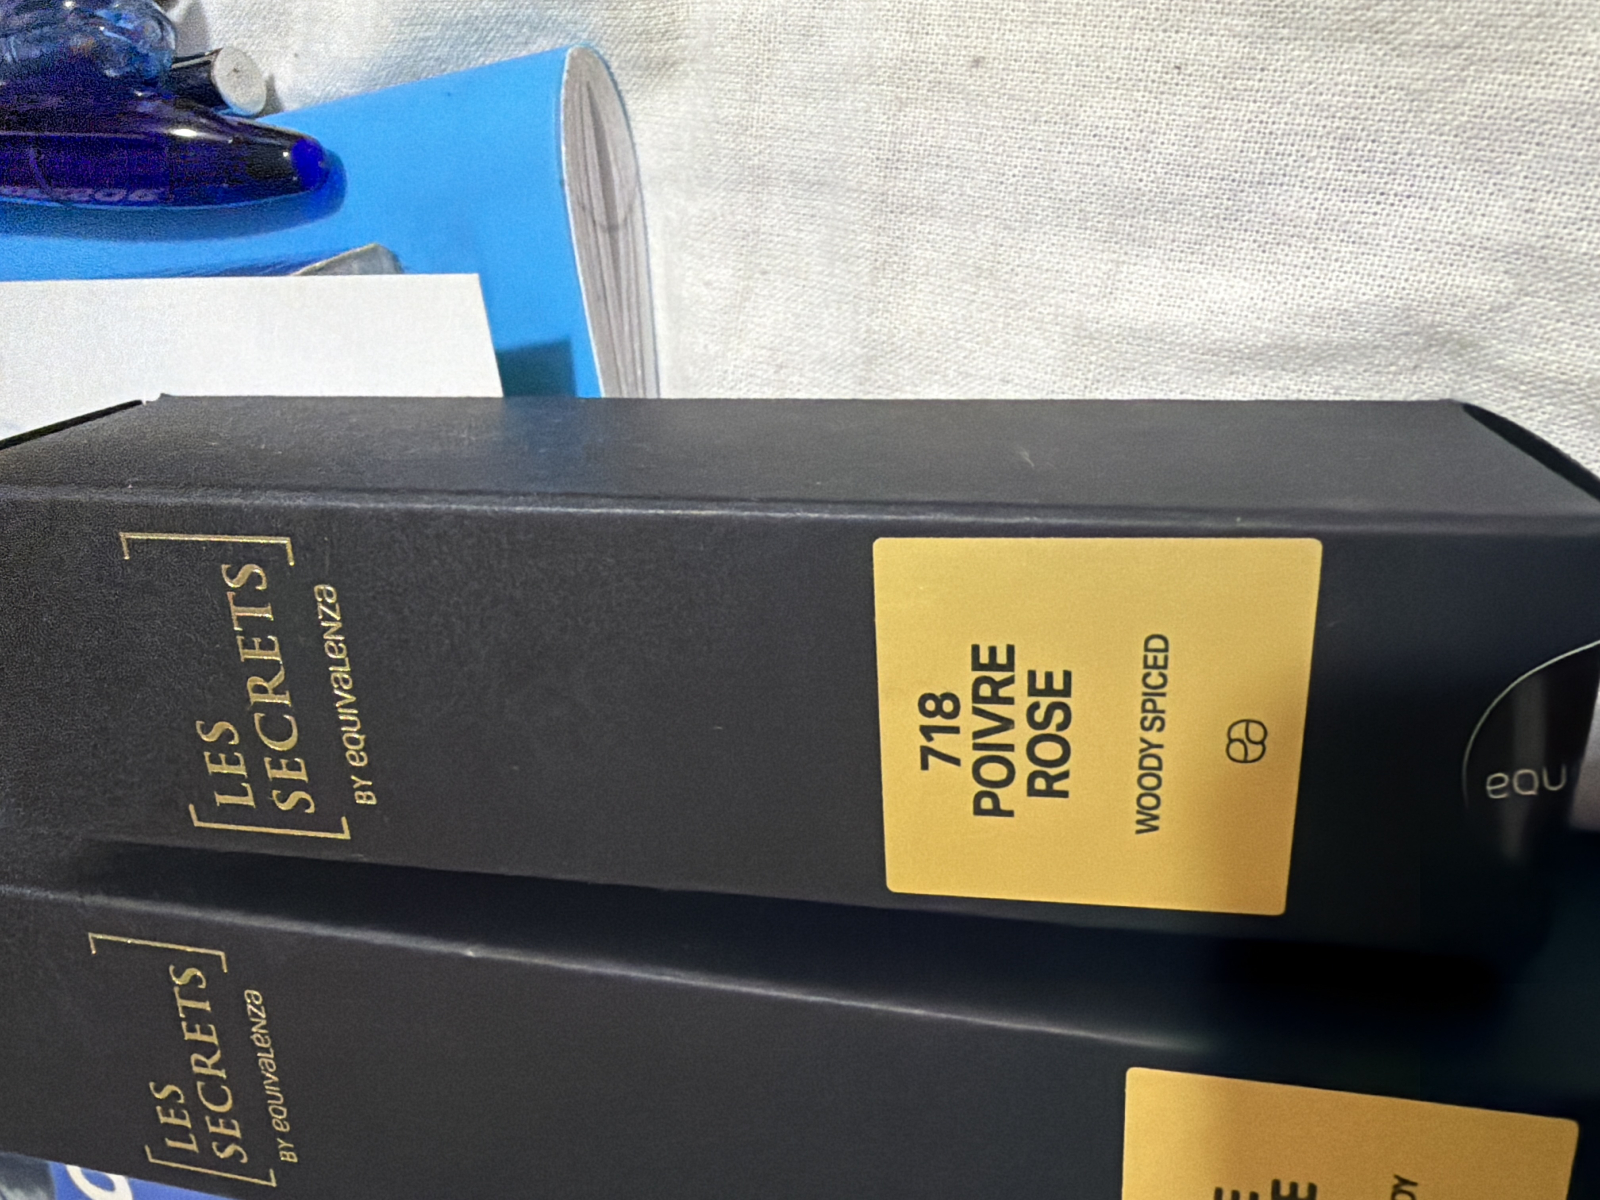 [LES
SECRETS]
BY equivalenza
718
POIVRE
ROSE
WOODY SPICED
equ
[LES
SECRETS]
BY equivalenza